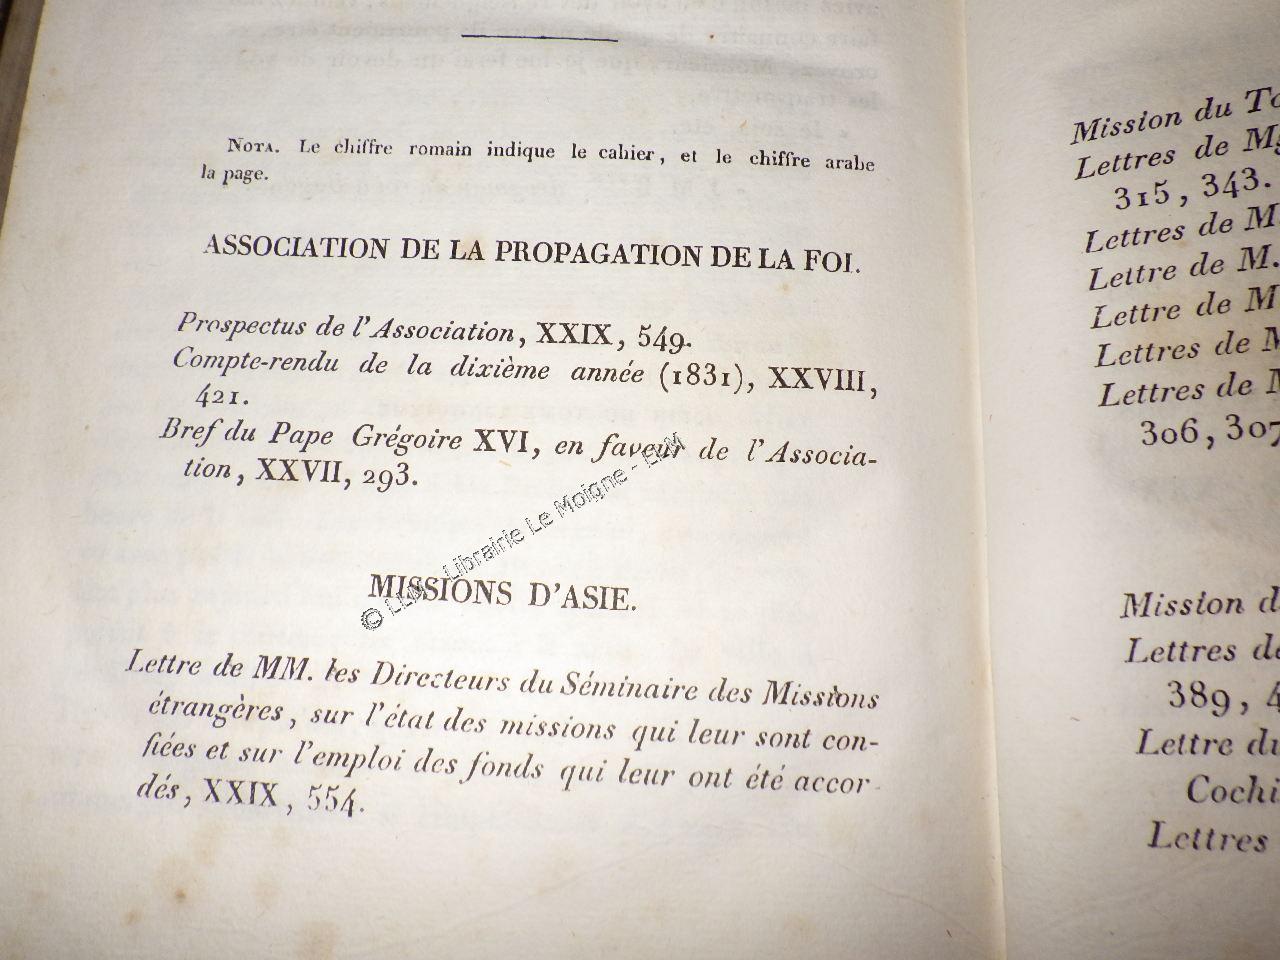 NOTA. Le chiffre romain indique le cahier, et le chiffre arabe
la page.
ASSOCIATION DE LA PROPAGATION DE LA FOI.
Prospectus de l'Association, XXIX, 549.
Compte-rendu de la dixième année (1831), XXVIII,
421.
Bref du Pape Grégoire XVI, en faveur de l'Associa-
tion, XXVII, 293.
MISSIONS D'ASIE.
Lettre de MM. les Directeurs du Séminaire des Missions
étrangères, sur l'état des missions qui leur sont con-
fiées et sur l'emploi des fonds qui leur ont été accor-
dés, XXIX, 554.
© LLM - Librairie Le Moigne - LLM
Mission du
Lettres de
315, 343.
Lettres de M
Lettre de M.
Lettre de M
Lettres de M
Lettres de
306, 307
Mission
Lettres
389,
Lettre du
Lettres